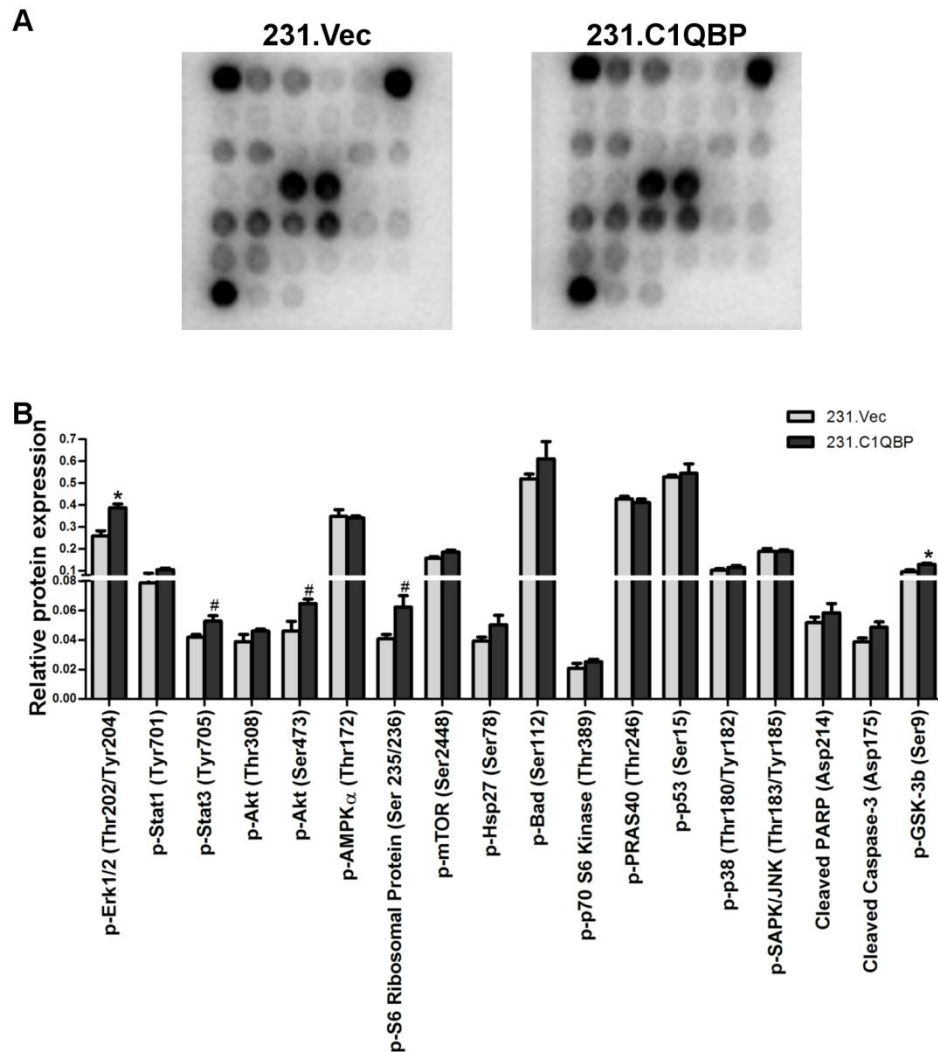 A
231.Vec
231.C1QBP
B
231.Vec
231.C1QBP
Relative protein expression
0.7
0.6
0.5
0.4
0.3
0.2
0.1
0.08
0.06
0.04
0.02
0.00
*
#
#
#
*
p-Erk1/2 (Thr202/Tyr204)
p-Stat1 (Tyr701)
p-Stat3 (Tyr705)
p-Akt (Thr308)
p-Akt (Ser473)
p-AMPKα (Thr172)
p-S6 Ribosomal Protein (Ser 235/236)
p-mTOR (Ser2448)
p-Hsp27 (Ser78)
p-Bad (Ser112)
p-p70 S6 Kinase (Thr389)
p-PRAS40 (Thr246)
p-p53 (Ser15)
p-p38 (Thr180/Tyr182)
p-SAPK/JNK (Thr183/Tyr185)
Cleaved PARP (Asp214)
Cleaved Caspase-3 (Asp175)
p-GSK-3b (Ser9)